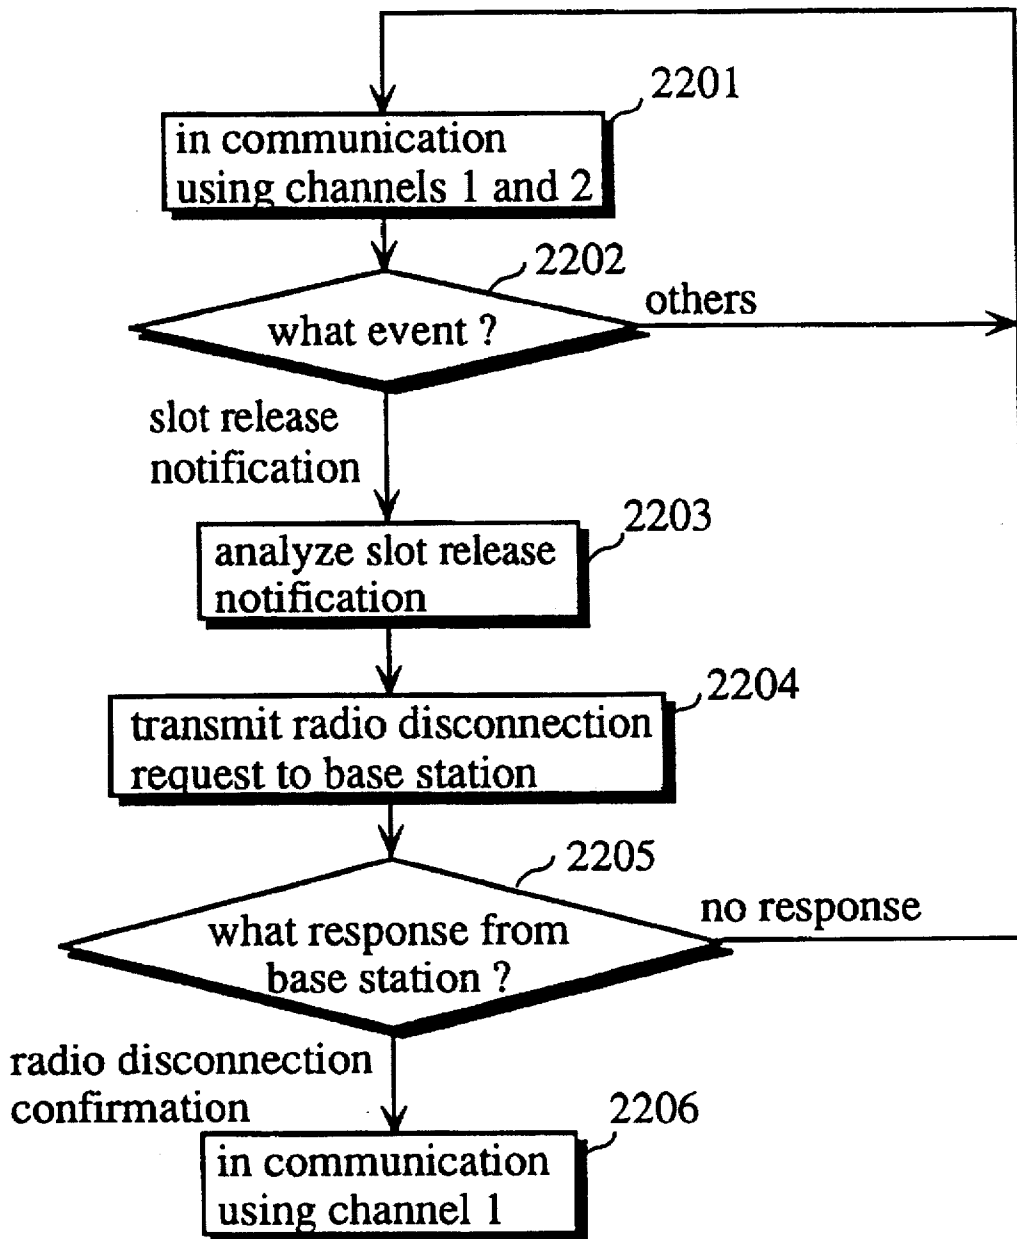 2201
in communication
using channels 1 and 2
2202
what event ?
others
slot release
notification
2203
analyze slot release
notification
2204
transmit radio disconnection
request to base station
2205
what response from
base station ?
no response
radio disconnection
confirmation
2206
in communication
using channel 1